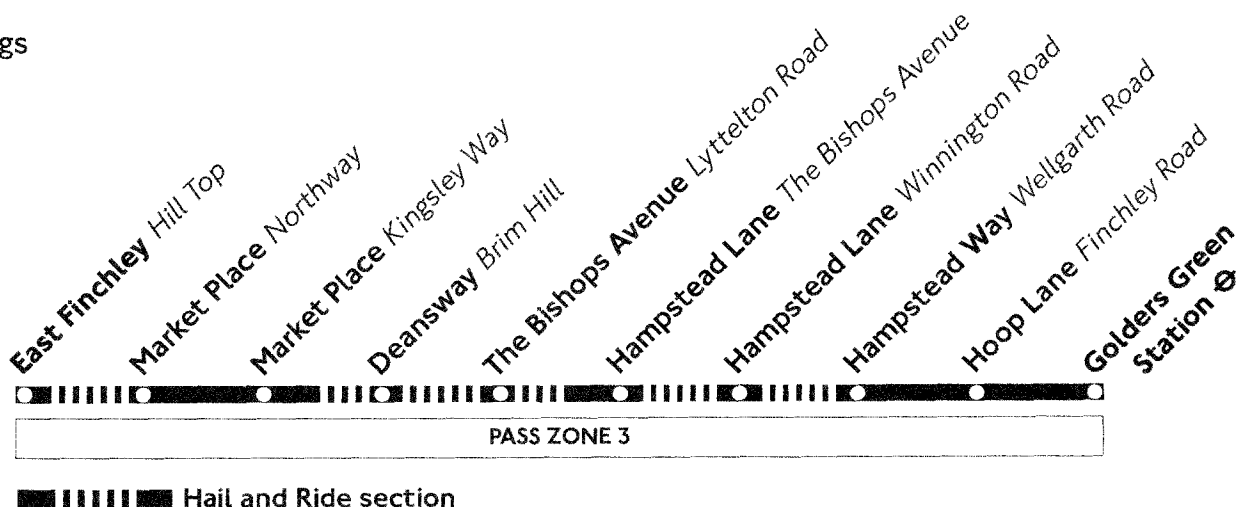 gs
East Finchley Hill Top
Market Place Northway
Market Place Kingsley Way
Deansway Brim Hill
The Bishops Avenue Lyttelton Road
Hampstead Lane The Bishops Avenue
Hampstead Lane Winnington Road
Hampstead Way Wellgarth Road
Hoop Lane Finchley Road
Golders Green
Station
PASS ZONE 3
Hail and Ride section